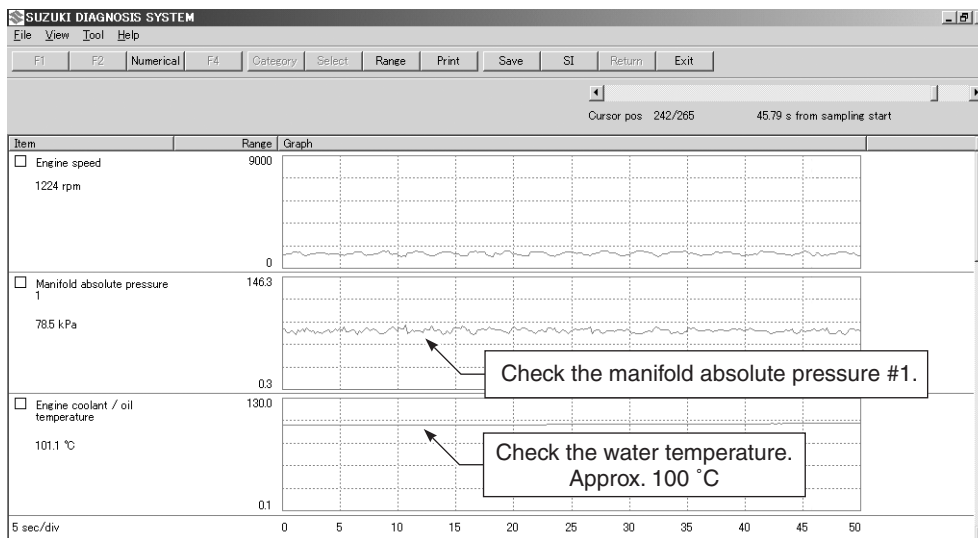 SUZUKI DIAGNOSIS SYSTEM
File View Tool Help
F1 F2 Numerical F4 Category Select Range Print Save SI Return Exit
Cursor pos 242/265 45.79 s from sampling start
Item Range Graph
Engine speed 9000
1224 rpm
0
Manifold absolute pressure 146.3
1
78.5 kPa
Check the manifold absolute pressure #1.
0.3
Engine coolant / oil 130.0
temperature
101.1 °C
Check the water temperature.
Approx. 100 °C
0.1
5 sec/div 0 5 10 15 20 25 30 35 40 45 50